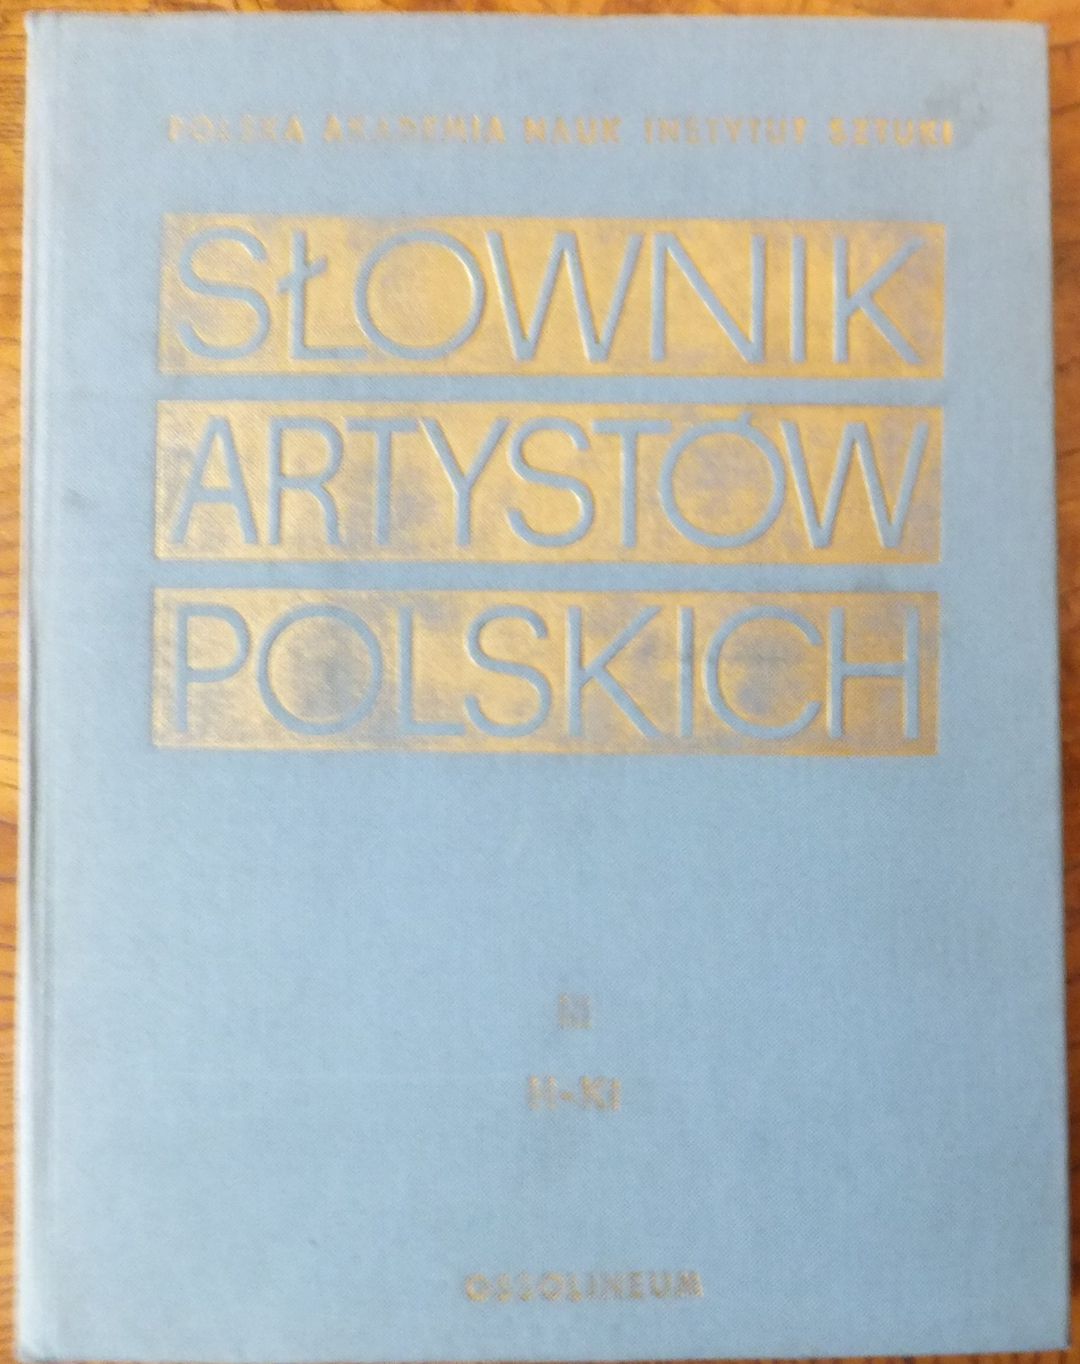 POLSKA AKADEMIA NAUK INSTYTUT SZTUKI
SŁOWNIK
ARTYSTÓW
POLSKICH
III
H-KI
OSSOLINEUM